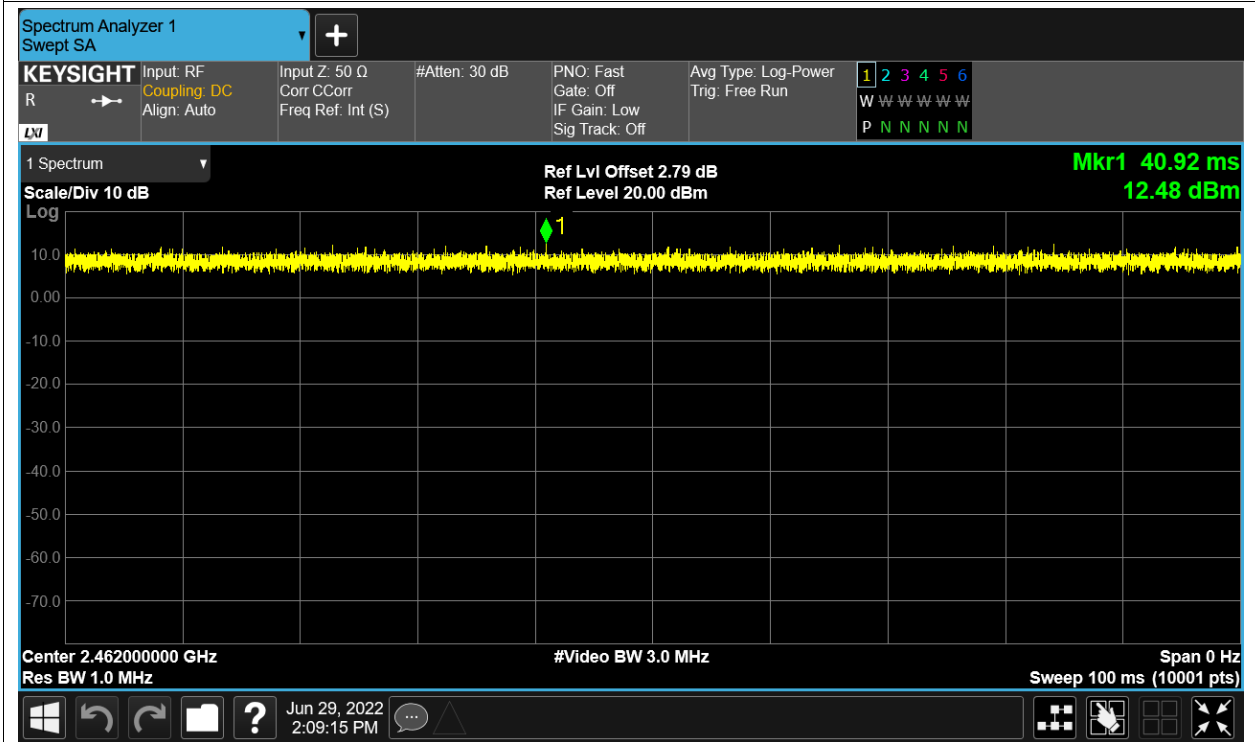 Spectrum Analyzer 1
Swept SA
KEYSIGHT
R
LXI
Input: RF
Coupling: DC
Align: Auto
Input Z: 50 Ω
Corr CCorr
Freq Ref: Int (S)
#Atten: 30 dB
PNO: Fast
Gate: Off
IF Gain: Low
Sig Track: Off
Avg Type: Log-Power
Trig: Free Run
1 2 3 4 5 6
W W W W W W
P N N N N N
1 Spectrum
Scale/Div 10 dB
Ref Lvl Offset 2.79 dB
Ref Level 20.00 dBm
Mkr1 40.92 ms
12.48 dBm
Log
1
10.0
0.00
-10.0
-20.0
-30.0
-40.0
-50.0
-60.0
-70.0
Center 2.462000000 GHz
Res BW 1.0 MHz
#Video BW 3.0 MHz
Span 0 Hz
Sweep 100 ms (10001 pts)
?
Jun 29, 2022
2:09:15 PM